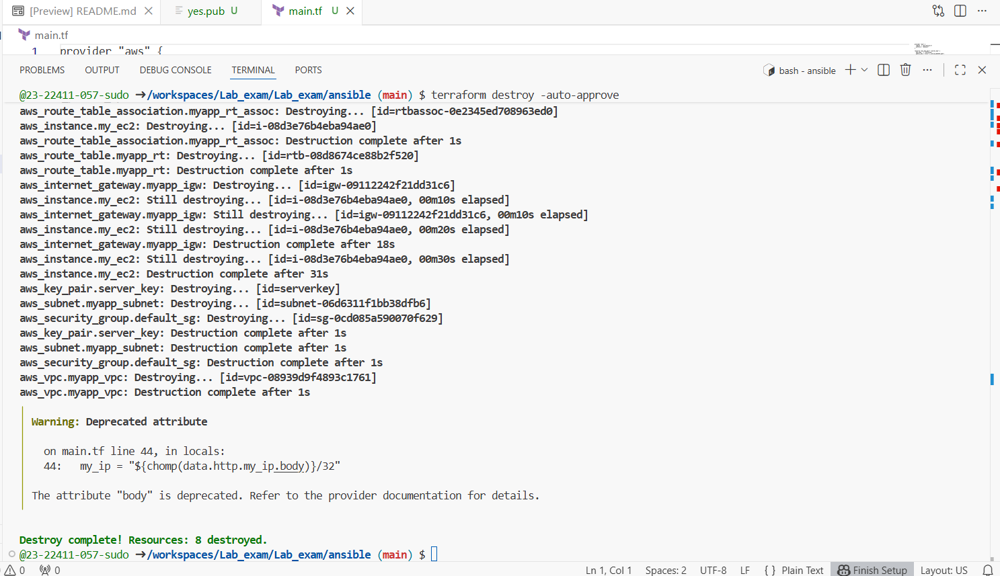 [Preview] README.md
yes.pub U
main.tf U
main.tf
1 provider "aws" {
PROBLEMS OUTPUT DEBUG CONSOLE TERMINAL PORTS
bash - ansible
@23-22411-057-sudo →/workspaces/Lab_exam/Lab_exam/ansible (main) $ terraform destroy -auto-approve
aws_route_table_association.myapp_rt_assoc: Destroying... [id=rtbassoc-0e2345ed708963ed0]
aws_instance.my_ec2: Destroying... [id=i-08d3e76b4eba94ae0]
aws_route_table_association.myapp_rt_assoc: Destruction complete after 1s
aws_route_table.myapp_rt: Destroying... [id=rtb-08d8674ce88b2f520]
aws_route_table.myapp_rt: Destruction complete after 1s
aws_internet_gateway.myapp_igw: Destroying... [id=igw-09112242f21dd31c6]
aws_instance.my_ec2: Still destroying... [id=i-08d3e76b4eba94ae0, 00m10s elapsed]
aws_internet_gateway.myapp_igw: Still destroying... [id=igw-09112242f21dd31c6, 00m10s elapsed]
aws_instance.my_ec2: Still destroying... [id=i-08d3e76b4eba94ae0, 00m20s elapsed]
aws_internet_gateway.myapp_igw: Destruction complete after 18s
aws_instance.my_ec2: Still destroying... [id=i-08d3e76b4eba94ae0, 00m30s elapsed]
aws_instance.my_ec2: Destruction complete after 31s
aws_key_pair.server_key: Destroying... [id=serverkey]
aws_subnet.myapp_subnet: Destroying... [id=subnet-06d6311f1bb38dfb6]
aws_security_group.default_sg: Destroying... [id=sg-0cd085a590070f629]
aws_key_pair.server_key: Destruction complete after 1s
aws_subnet.myapp_subnet: Destruction complete after 1s
aws_security_group.default_sg: Destruction complete after 1s
aws_vpc.myapp_vpc: Destroying... [id=vpc-08939d9f4893c1761]
aws_vpc.myapp_vpc: Destruction complete after 1s
Warning: Deprecated attribute
on main.tf line 44, in locals:
44: my_ip = "${chomp(data.http.my_ip.body)}/32"
The attribute "body" is deprecated. Refer to the provider documentation for details.
Destroy complete! Resources: 8 destroyed.
@23-22411-057-sudo →/workspaces/Lab_exam/Lab_exam/ansible (main) $
0 0 Ln 1, Col 1 Spaces: 2 UTF-8 LF { } Plain Text Finish Setup Layout: US